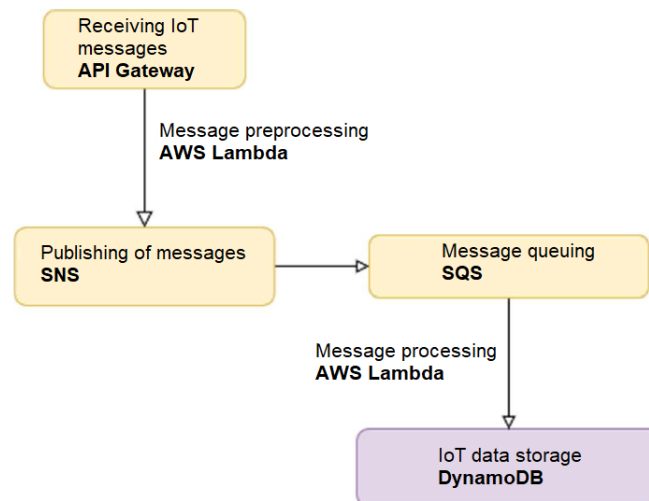 Receiving IoT
messages
API Gateway
Message preprocessing
AWS Lambda
Publishing of messages
SNS
Message queuing
SQS
Message processing
AWS Lambda
IoT data storage
DynamoDB